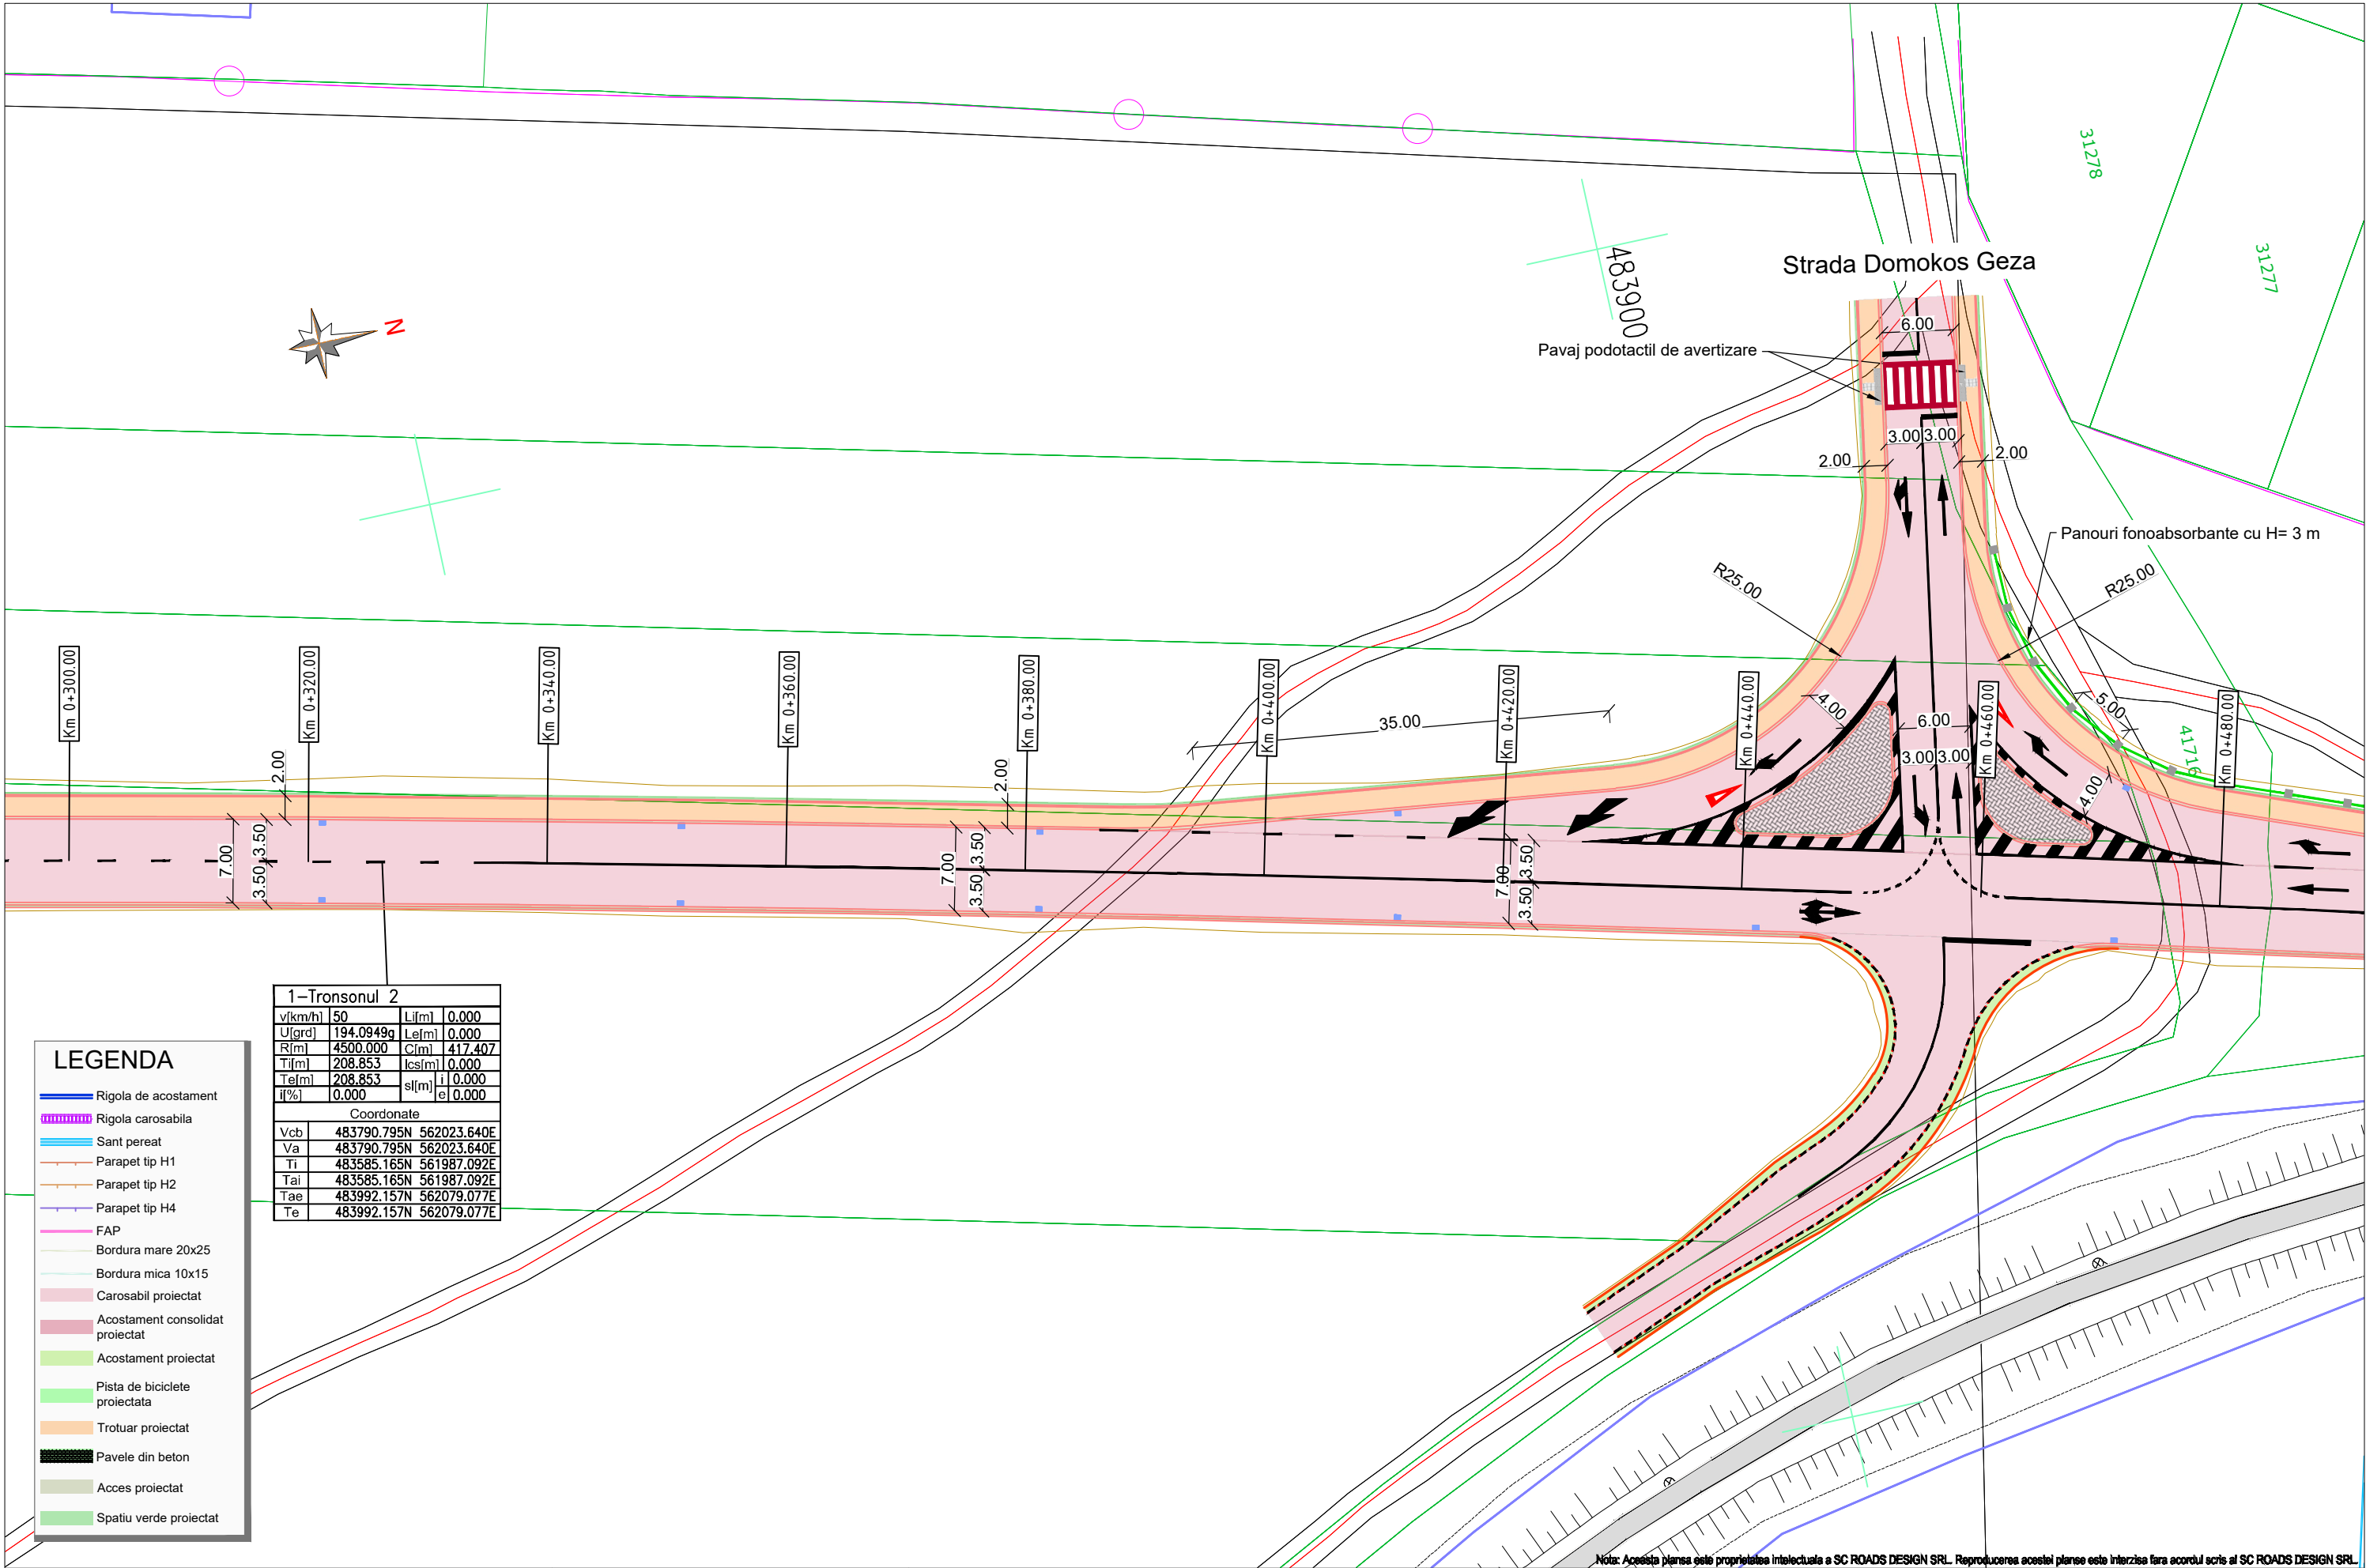 31278
31277
483900
Strada Domokos Geza
N
6.00
Pavaj podotactil de avertizare
3.00 3.00
2.00
2.00
Panouri fonoabsorbante cu H= 3 m
R25.00
R25.00
Km 0+300.00
Km 0+320.00
Km 0+340.00
Km 0+360.00
Km 0+380.00
Km 0+400.00
Km 0+420.00
Km 0+440.00
Km 0+460.00
Km 0+480.00
35.00
4.00
6.00
3.00 3.00
5.00
4.00
41716
2.00
2.00
7.00
3.50
3.50
7.00
3.50
3.50
7.00
3.50
3.50
1-Tronsonul 2
v[km/h] 50 Li[m] 0.000
U[grd] 194.0949g Le[m] 0.000
R[m] 4500.000 C[m] 417.407
Ti[m] 208.853 lcs[m] 0.000
Te[m] 208.853 sl[m] i 0.000
i[%] 0.000 e 0.000
Coordonate
Vcb 483790.795N 562023.640E
Va 483790.795N 562023.640E
Ti 483585.165N 561987.092E
Tai 483585.165N 561987.092E
Tae 483992.157N 562079.077E
Te 483992.157N 562079.077E
LEGENDA
Rigola de acostament
Rigola carosabila
Sant pereat
Parapet tip H1
Parapet tip H2
Parapet tip H4
FAP
Bordura mare 20x25
Bordura mica 10x15
Carosabil proiectat
Acostament consolidat
proiectat
Acostament proiectat
Pista de biciclete
proiectata
Trotuar proiectat
Pavele din beton
Acces proiectat
Spatiu verde proiectat
Nota: Aceasta plansa este proprietatea intelectuala a SC ROADS DESIGN SRL. Reproducerea acestei planse este interzisa fara acordul scris al SC ROADS DESIGN SRL.